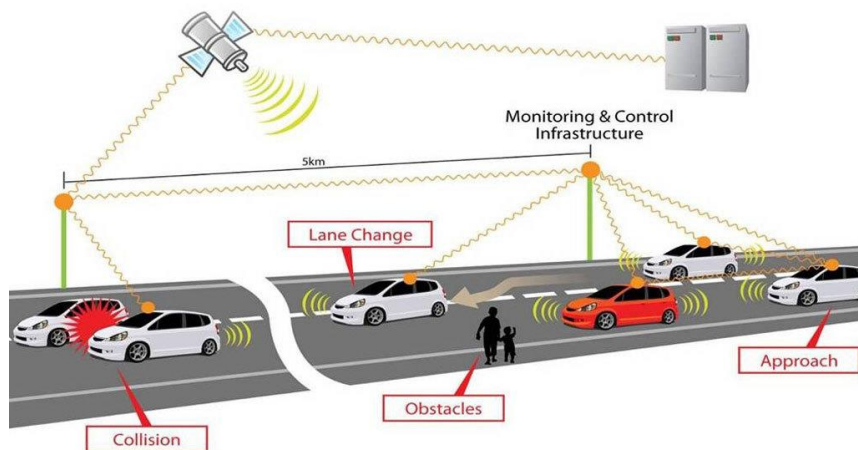 Monitoring & Control
Infrastructure
5km
Lane Change
Approach
Obstacles
Collision